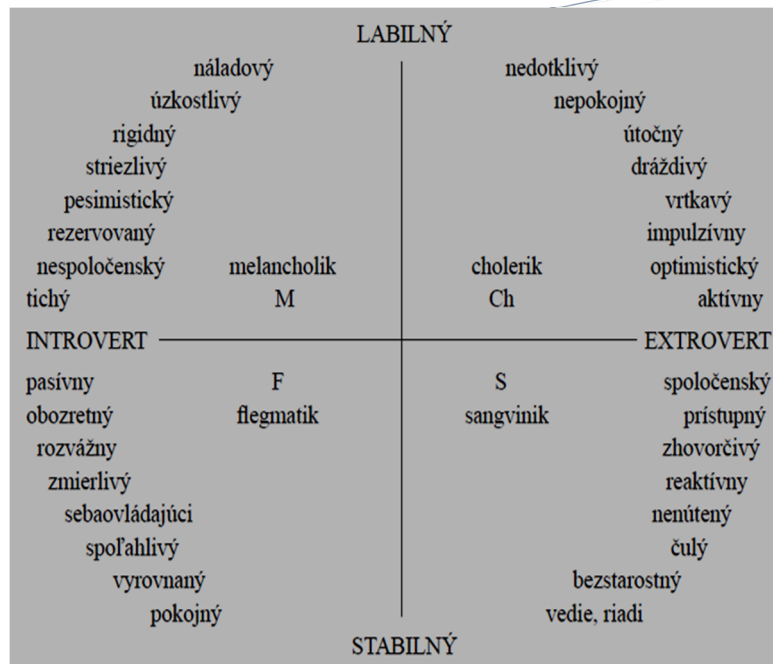 LABILNÝ
náladový nedotklivý
úzkostlivý nepokojný
rigidný útočný
striezlivý dráždivý
pesimistický vrtkavý
rezervovaný impulzívny
nespoločenský melancholik cholerik optimistický
tichý M Ch aktívny
INTROVERT EXTROVERT
pasívny F S spoločenský
obozretný flegmatik sangvinik prístupný
rozvážny zhovorčivý
zmierlivý reaktívny
sebaovládajúci nenútený
spoľahlivý čulý
vyrovnaný bezstarostný
pokojný vedie, riadi
STABILNÝ